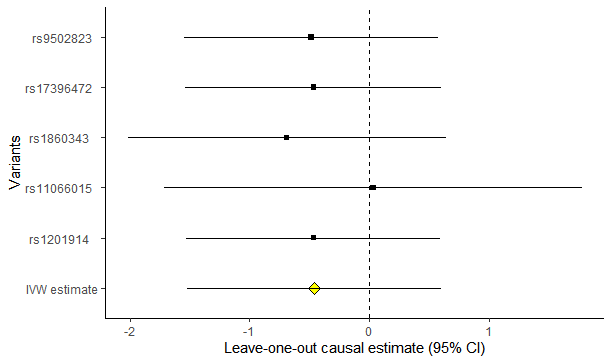 rs9502823
rs17396472
rs1860343
rs11066015
rs1201914
IVW estimate
Variants
-2 -1 0 1
Leave-one-out causal estimate (95% CI)